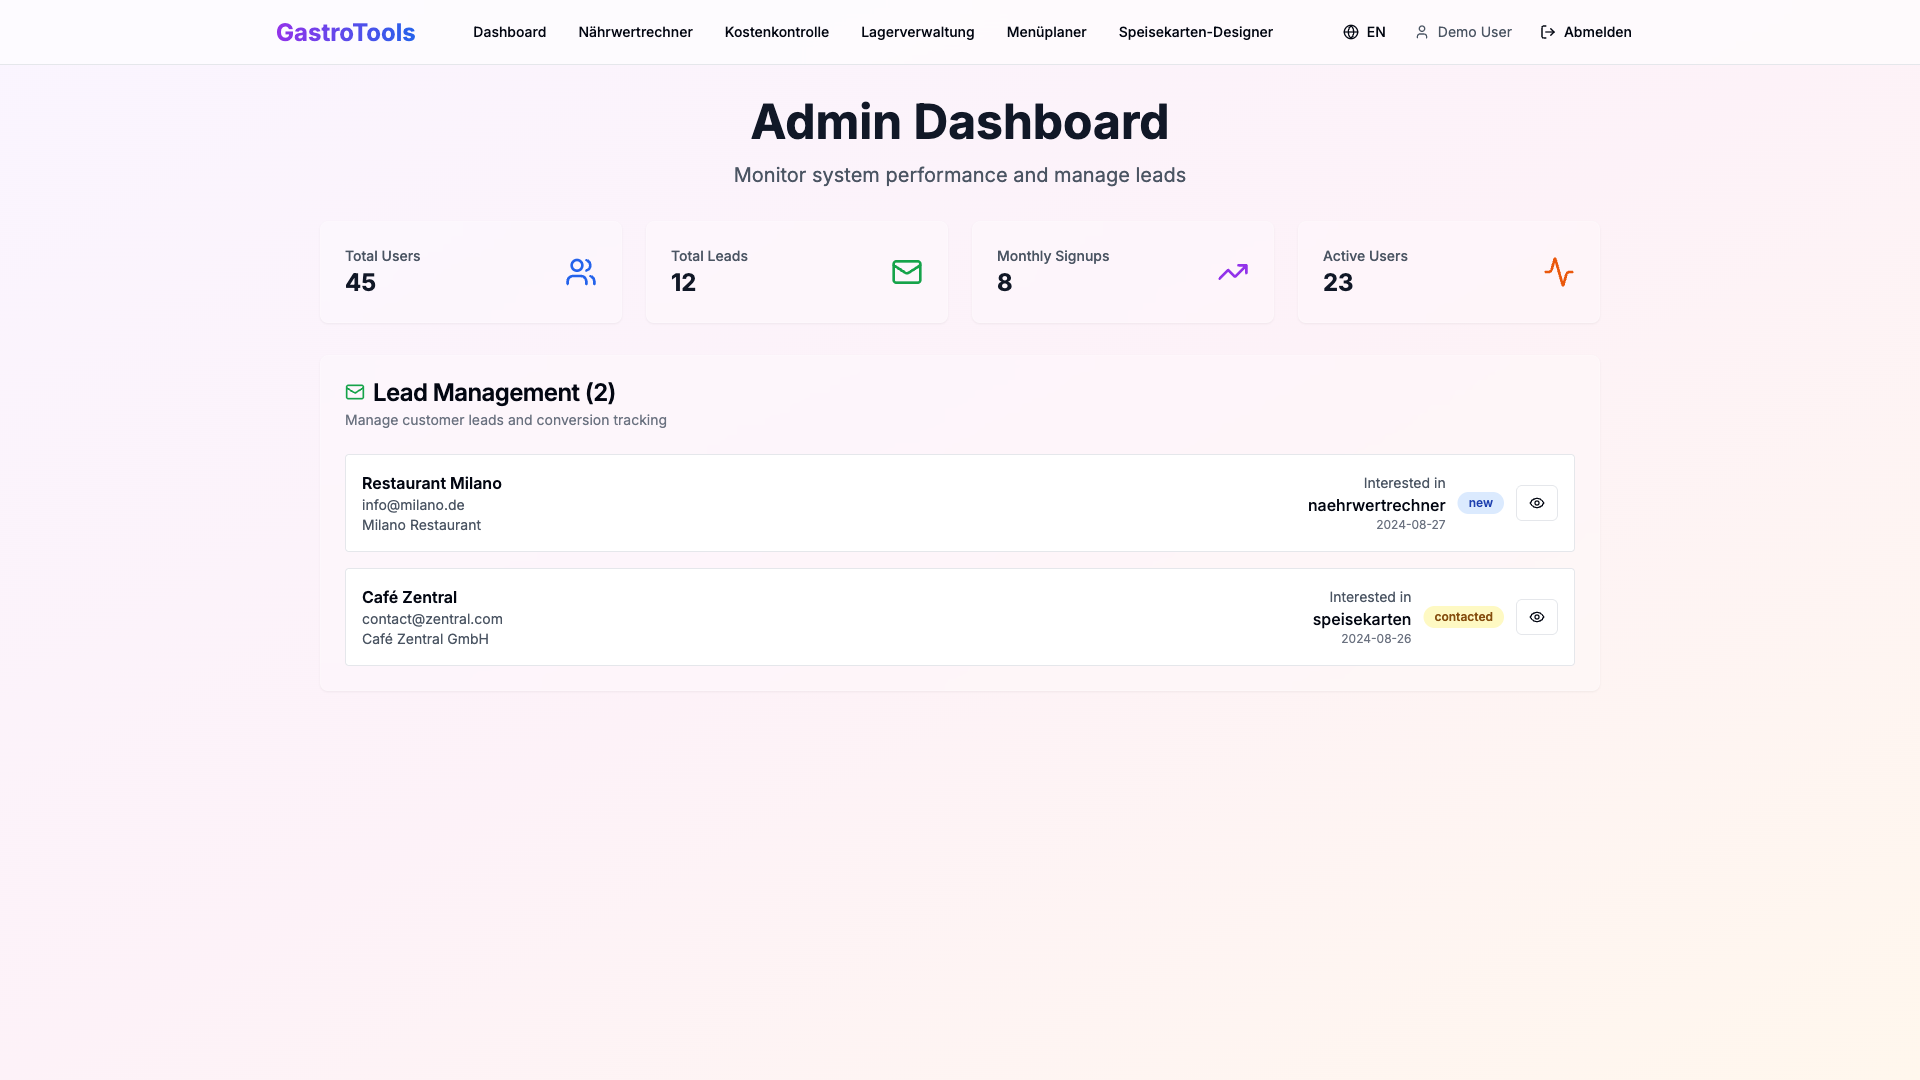 GastroTools
Dashboard
Nährwertrechner
Kostenkontrolle
Lagerverwaltung
Menüplaner
Speisekarten-Designer
EN
Demo User
Abmelden
Admin Dashboard
Monitor system performance and manage leads
Total Users
45
Total Leads
12
Monthly Signups
8
Active Users
23
Lead Management (2)
Manage customer leads and conversion tracking
Restaurant Milano
info@milano.de
Milano Restaurant
Interested in
naehrwertrechner
2024-08-27
new
Café Zentral
contact@zentral.com
Café Zentral GmbH
Interested in
speisekarten
2024-08-26
contacted